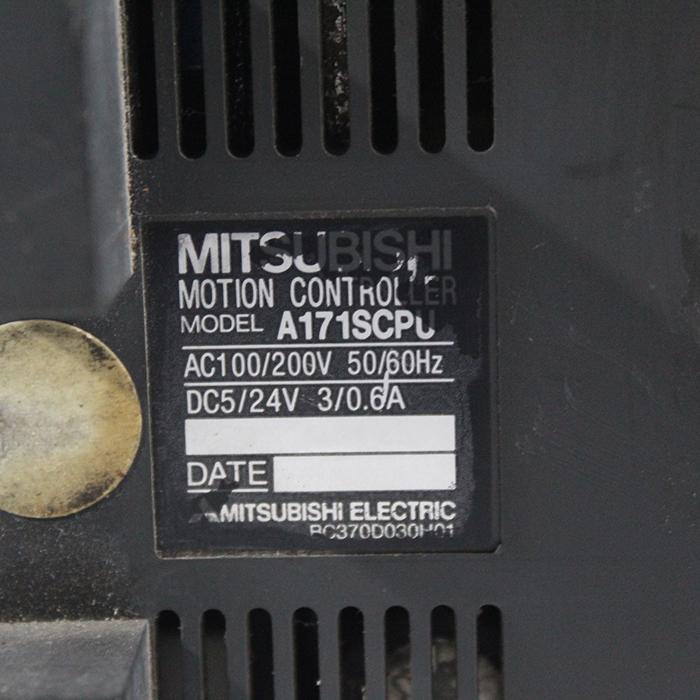 MITSUBISHI
MOTION CONTROLLER
MODEL A171SCPU
AC100/200V 50/60Hz
DC5/24V 3/0.6A
DATE
MITSUBISHI ELECTRIC
BC370D030H01